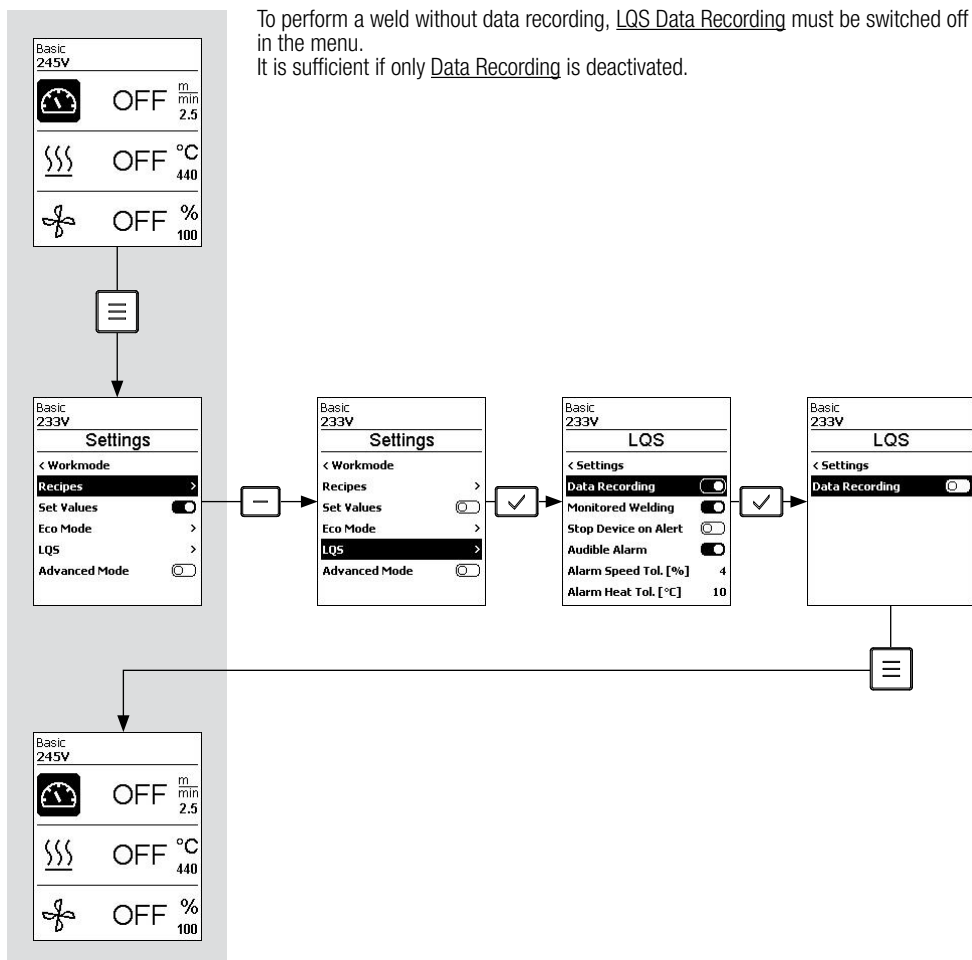 To perform a weld without data recording, LQS Data Recording must be switched off
in the menu.
It is sufficient if only Data Recording is deactivated.
Basic
245V
OFF m/min
2.5
OFF °C
440
OFF %
100
Basic
233V
Settings
< Workmode
Recipes >
Set Values
Eco Mode >
LQS >
Advanced Mode
Basic
233V
Settings
< Workmode
Recipes >
Set Values
Eco Mode >
LQS >
Advanced Mode
Basic
233V
LQS
< Settings
Data Recording
Monitored Welding
Stop Device on Alert
Audible Alarm
Alarm Speed Tol. [%] 4
Alarm Heat Tol. [°C] 10
Basic
233V
LQS
< Settings
Data Recording
Basic
245V
OFF m/min
2.5
OFF °C
440
OFF %
100